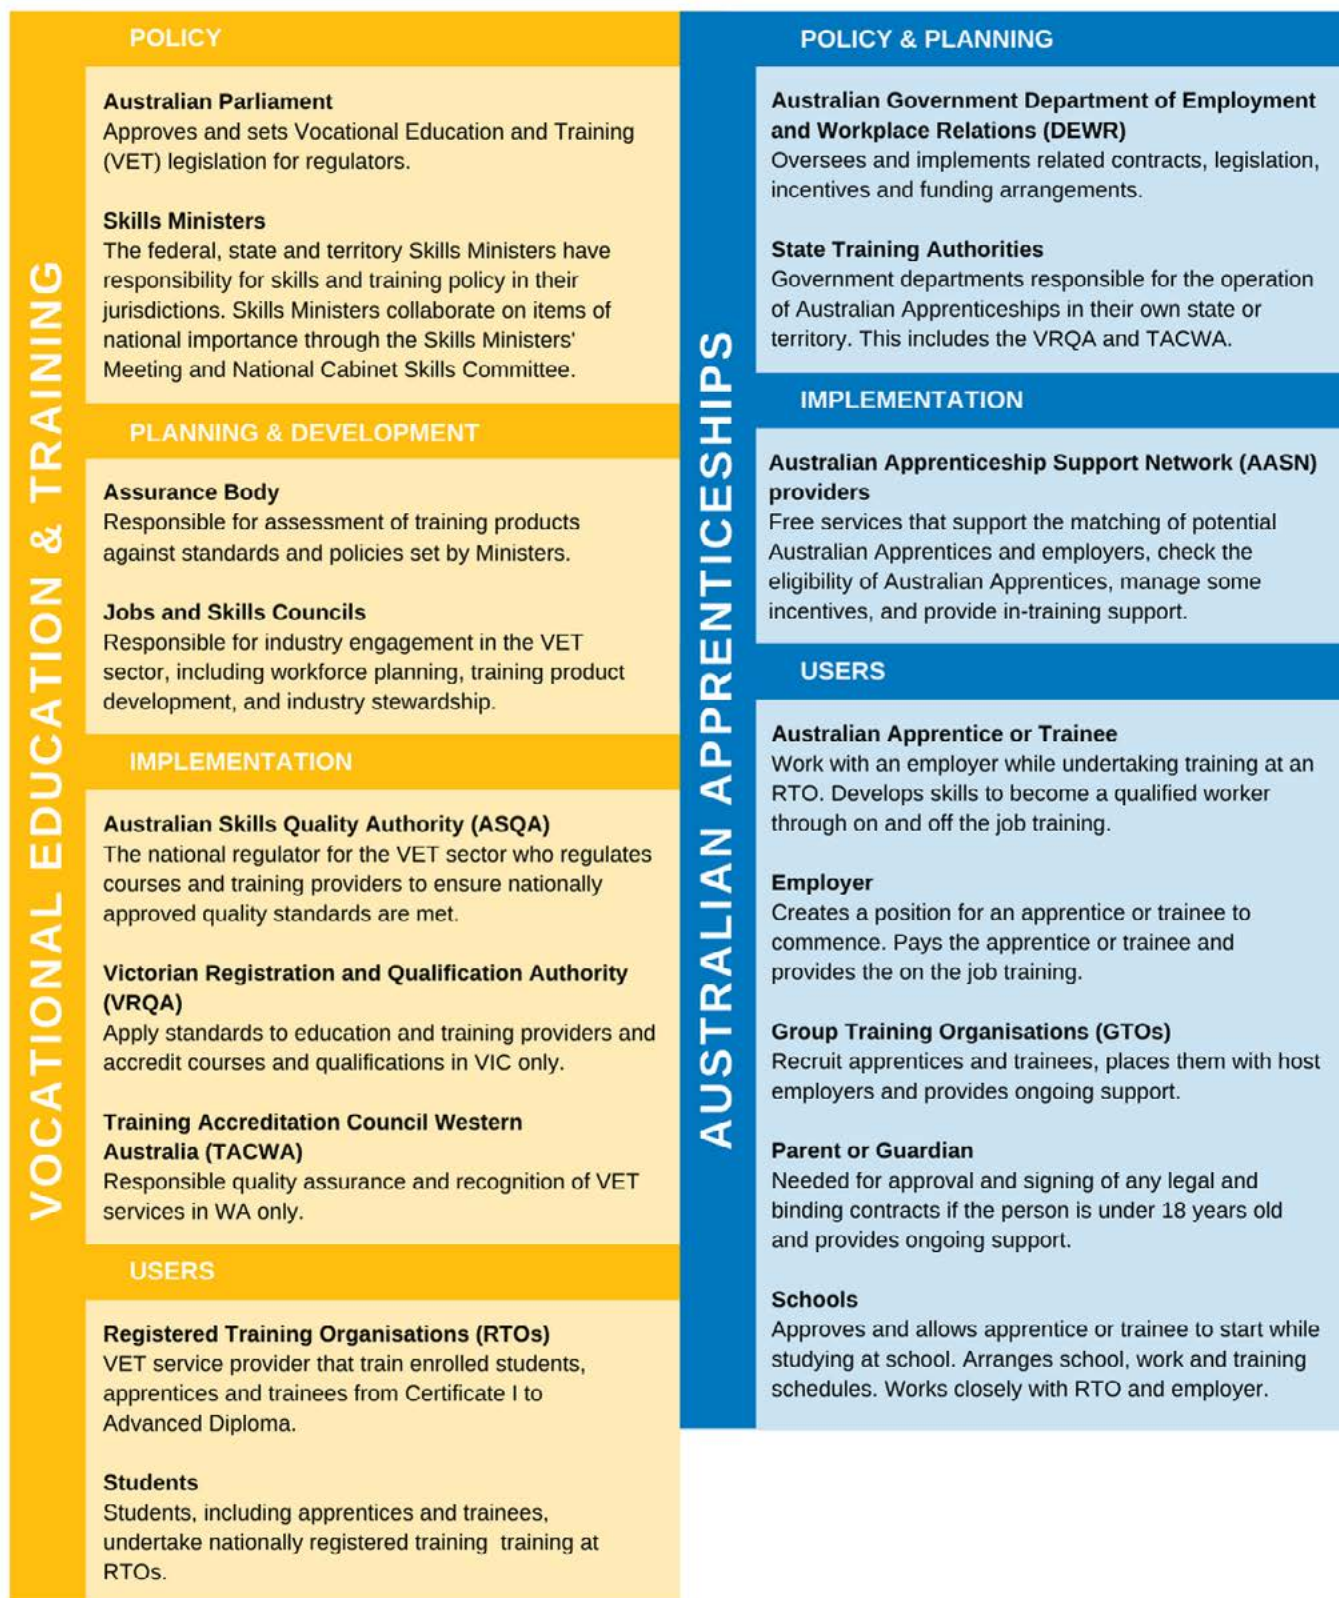 VOCATIONAL EDUCATION & TRAINING
POLICY
Australian Parliament
Approves and sets Vocational Education and Training
(VET) legislation for regulators.
Skills Ministers
The federal, state and territory Skills Ministers have
responsibility for skills and training policy in their
jurisdictions. Skills Ministers collaborate on items of
national importance through the Skills Ministers'
Meeting and National Cabinet Skills Committee.
PLANNING & DEVELOPMENT
Assurance Body
Responsible for assessment of training products
against standards and policies set by Ministers.
Jobs and Skills Councils
Responsible for industry engagement in the VET
sector, including workforce planning, training product
development, and industry stewardship.
IMPLEMENTATION
Australian Skills Quality Authority (ASQA)
The national regulator for the VET sector who regulates
courses and training providers to ensure nationally
approved quality standards are met.
Victorian Registration and Qualification Authority
(VRQA)
Apply standards to education and training providers and
accredit courses and qualifications in VIC only.
Training Accreditation Council Western
Australia (TACWA)
Responsible quality assurance and recognition of VET
services in WA only.
USERS
Registered Training Organisations (RTOs)
VET service provider that train enrolled students,
apprentices and trainees from Certificate I to
Advanced Diploma.
Students
Students, including apprentices and trainees,
undertake nationally registered training  training at
RTOs.
AUSTRALIAN APPRENTICESHIPS
POLICY & PLANNING
Australian Government Department of Employment
and Workplace Relations (DEWR)
Oversees and implements related contracts, legislation,
incentives and funding arrangements.
State Training Authorities
Government departments responsible for the operation
of Australian Apprenticeships in their own state or
territory. This includes the VRQA and TACWA.
IMPLEMENTATION
Australian Apprenticeship Support Network (AASN)
providers
Free services that support the matching of potential
Australian Apprentices and employers, check the
eligibility of Australian Apprentices, manage some
incentives, and provide in-training support.
USERS
Australian Apprentice or Trainee
Work with an employer while undertaking training at an
RTO. Develops skills to become a qualified worker
through on and off the job training.
Employer
Creates a position for an apprentice or trainee to
commence. Pays the apprentice or trainee and
provides the on the job training.
Group Training Organisations (GTOs)
Recruit apprentices and trainees, places them with host
employers and provides ongoing support.
Parent or Guardian
Needed for approval and signing of any legal and
binding contracts if the person is under 18 years old
and provides ongoing support.
Schools
Approves and allows apprentice or trainee to start while
studying at school. Arranges school, work and training
schedules. Works closely with RTO and employer.